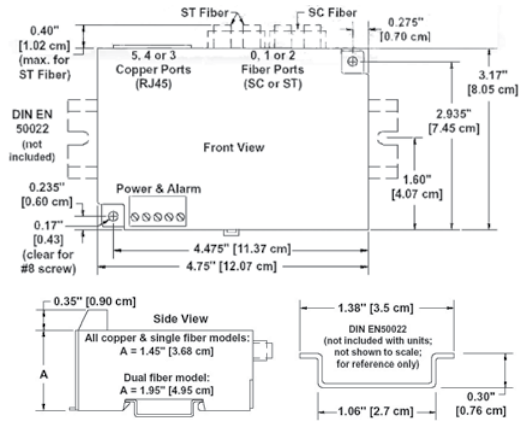 ST Fiber
SC Fiber
0.40"
[1.02 cm]
(max. for
ST Fiber)
0.275"
[0.70 cm]
5, 4 or 3
Copper Ports
(RJ45)
0, 1 or 2
Fiber Ports
(SC or ST)
3.17"
[8.05 cm]
2.935"
[7.45 cm]
DIN EN
50022
(not
included)
Front View
1.60"
[4.07 cm]
0.235"
[0.60 cm]
Power & Alarm
0.17"
[0.43]
(clear for
#8 screw)
4.475" [11.37 cm]
4.75" [12.07 cm]
0.35" [0.90 cm]
Side View
All copper & single fiber models:
A = 1.45" [3.68 cm]
A
Dual fiber model:
A = 1.95" [4.95 cm]
1.38" [3.5 cm]
DIN EN50022
(not included with units;
not shown to scale;
for reference only)
0.30"
[0.76 cm]
1.06" [2.7 cm]